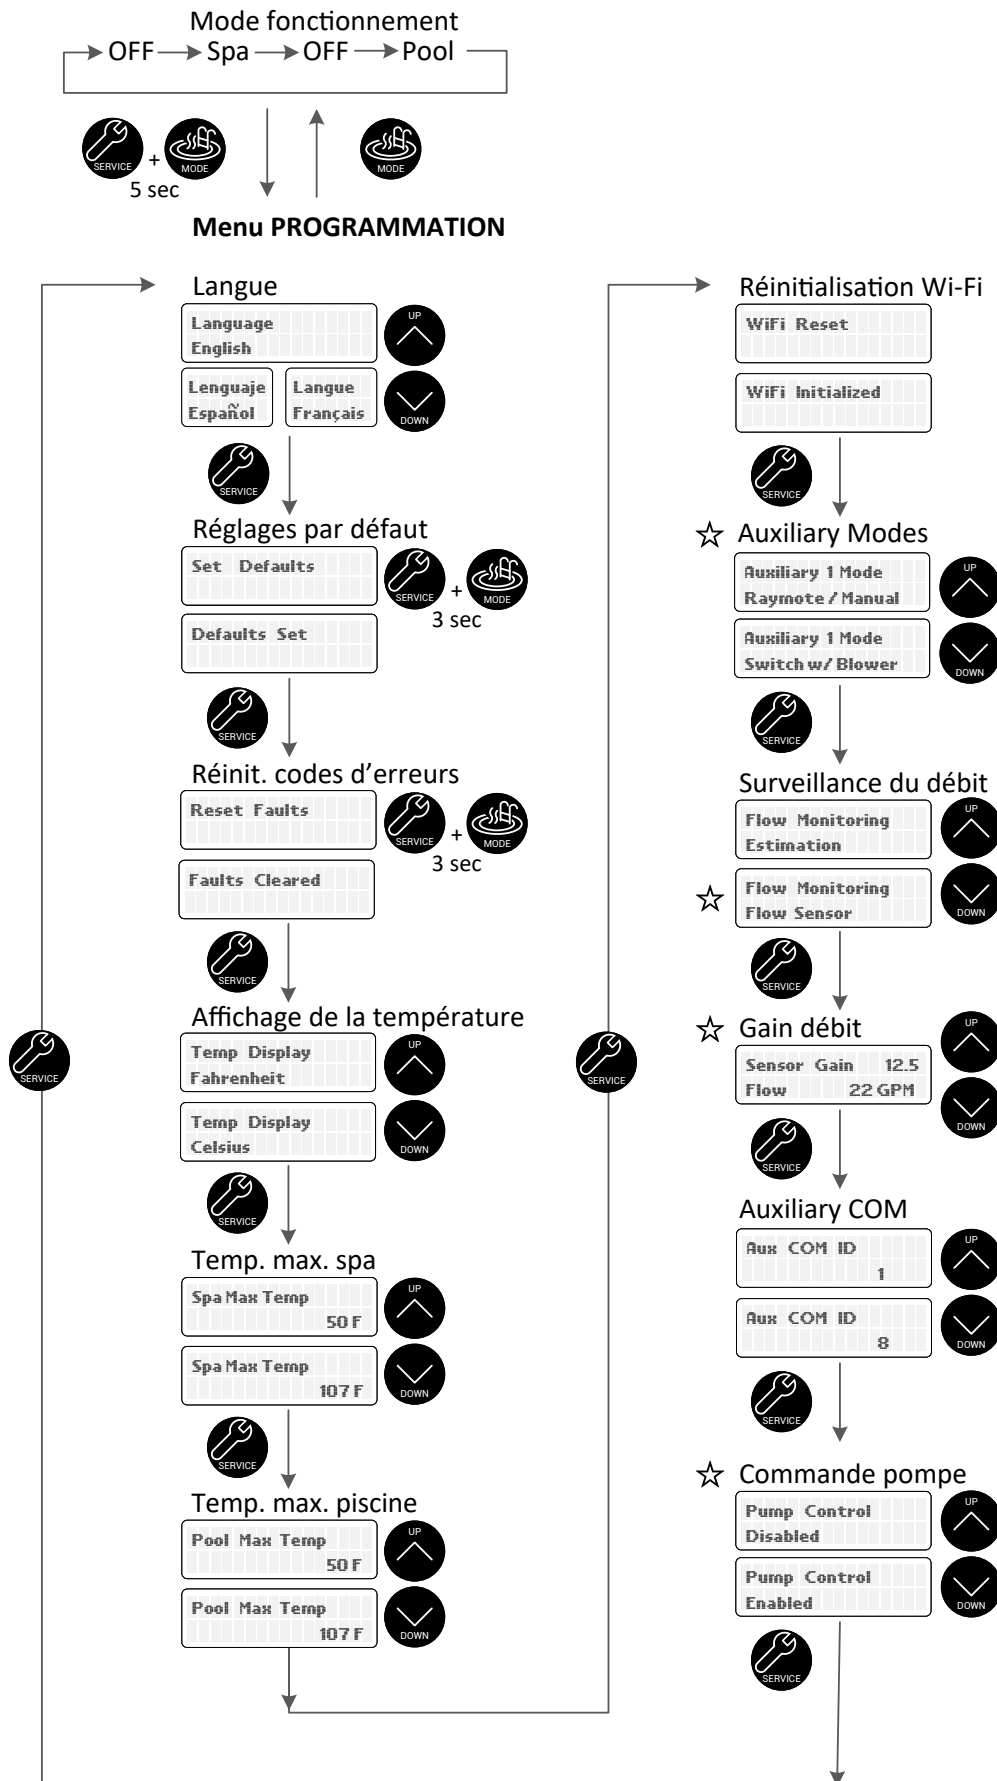 Mode fonctionnement
OFF Spa OFF Pool
SERVICE + MODE
5 sec
MODE
Menu PROGRAMMATION
Langue
Language
English
UP
Lenguaje
Español
Langue
Français
DOWN
SERVICE
Réglages par défaut
Set Defaults
SERVICE + MODE
3 sec
Defaults Set
SERVICE
Réinit. codes d'erreurs
Reset Faults
SERVICE + MODE
3 sec
Faults Cleared
SERVICE
Affichage de la température
Temp Display
Fahrenheit
UP
Temp Display
Celsius
DOWN
SERVICE
SERVICE
Temp. max. spa
Spa Max Temp
50 F
UP
Spa Max Temp
107 F
DOWN
SERVICE
Temp. max. piscine
Pool Max Temp
50 F
UP
Pool Max Temp
107 F
DOWN
SERVICE
Réinitialisation Wi-Fi
WiFi Reset
WiFi Initialized
SERVICE
☆ Auxiliary Modes
Auxiliary 1 Mode
Raymote / Manual
UP
Auxiliary 1 Mode
Switch w/ Blower
DOWN
SERVICE
Surveillance du débit
Flow Monitoring
Estimation
UP
☆ Flow Monitoring
Flow Sensor
DOWN
SERVICE
☆ Gain débit
Sensor Gain 12.5
Flow 22 GPM
UP
DOWN
SERVICE
Auxiliary COM
Aux COM ID
1
UP
Aux COM ID
8
DOWN
SERVICE
☆ Commande pompe
Pump Control
Disabled
UP
Pump Control
Enabled
DOWN
SERVICE